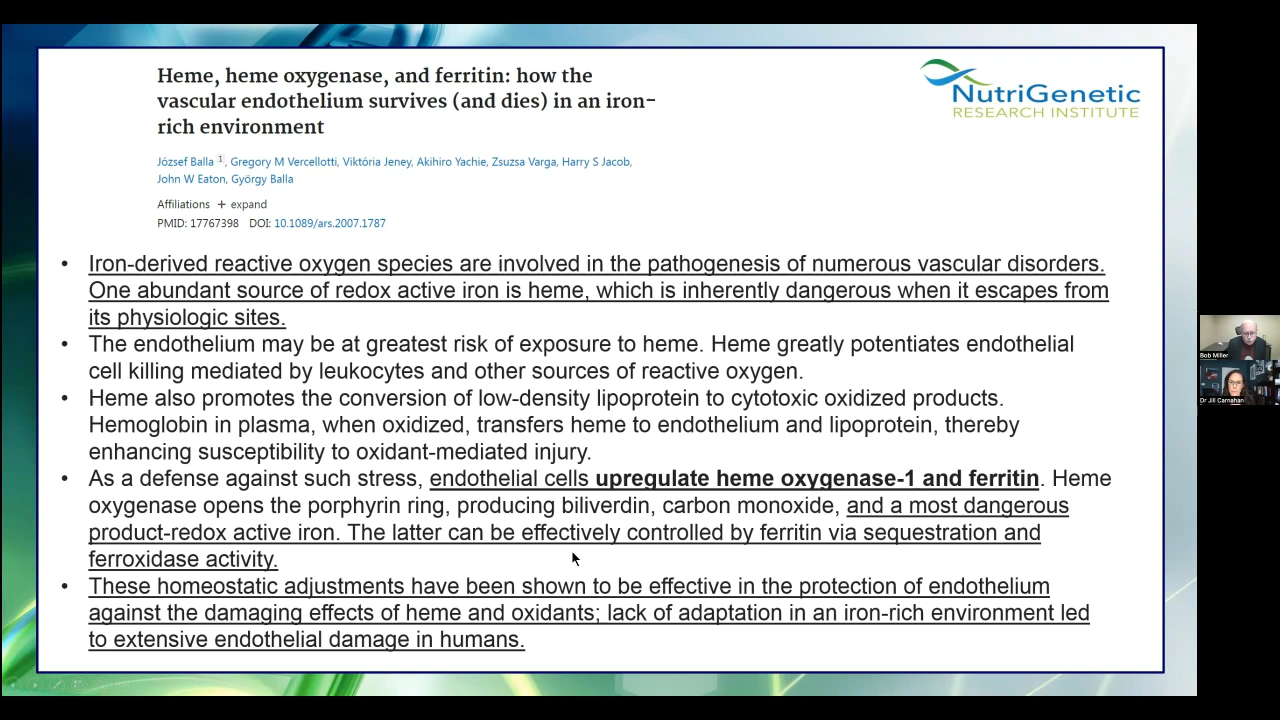 Heme, heme oxygenase, and ferritin: how the
vascular endothelium survives (and dies) in an iron-
rich environment
NutriGenetic
RESEARCH INSTITUTE
József Balla 1, Gregory M Vercellotti, Viktória Jeney, Akihiro Yachie, Zsuzsa Varga, Harry S Jacob,
John W Eaton, György Balla
Affiliations + expand
PMID: 17767398 DOI: 10.1089/ars.2007.1787
• Iron-derived reactive oxygen species are involved in the pathogenesis of numerous vascular disorders.
One abundant source of redox active iron is heme, which is inherently dangerous when it escapes from
its physiologic sites.
• The endothelium may be at greatest risk of exposure to heme. Heme greatly potentiates endothelial
cell killing mediated by leukocytes and other sources of reactive oxygen.
• Heme also promotes the conversion of low-density lipoprotein to cytotoxic oxidized products.
Hemoglobin in plasma, when oxidized, transfers heme to endothelium and lipoprotein, thereby
enhancing susceptibility to oxidant-mediated injury.
• As a defense against such stress, endothelial cells upregulate heme oxygenase-1 and ferritin. Heme
oxygenase opens the porphyrin ring, producing biliverdin, carbon monoxide, and a most dangerous
product-redox active iron. The latter can be effectively controlled by ferritin via sequestration and
ferroxidase activity.
• These homeostatic adjustments have been shown to be effective in the protection of endothelium
against the damaging effects of heme and oxidants; lack of adaptation in an iron-rich environment led
to extensive endothelial damage in humans.
Bob Miller
Dr Jill Carnahan